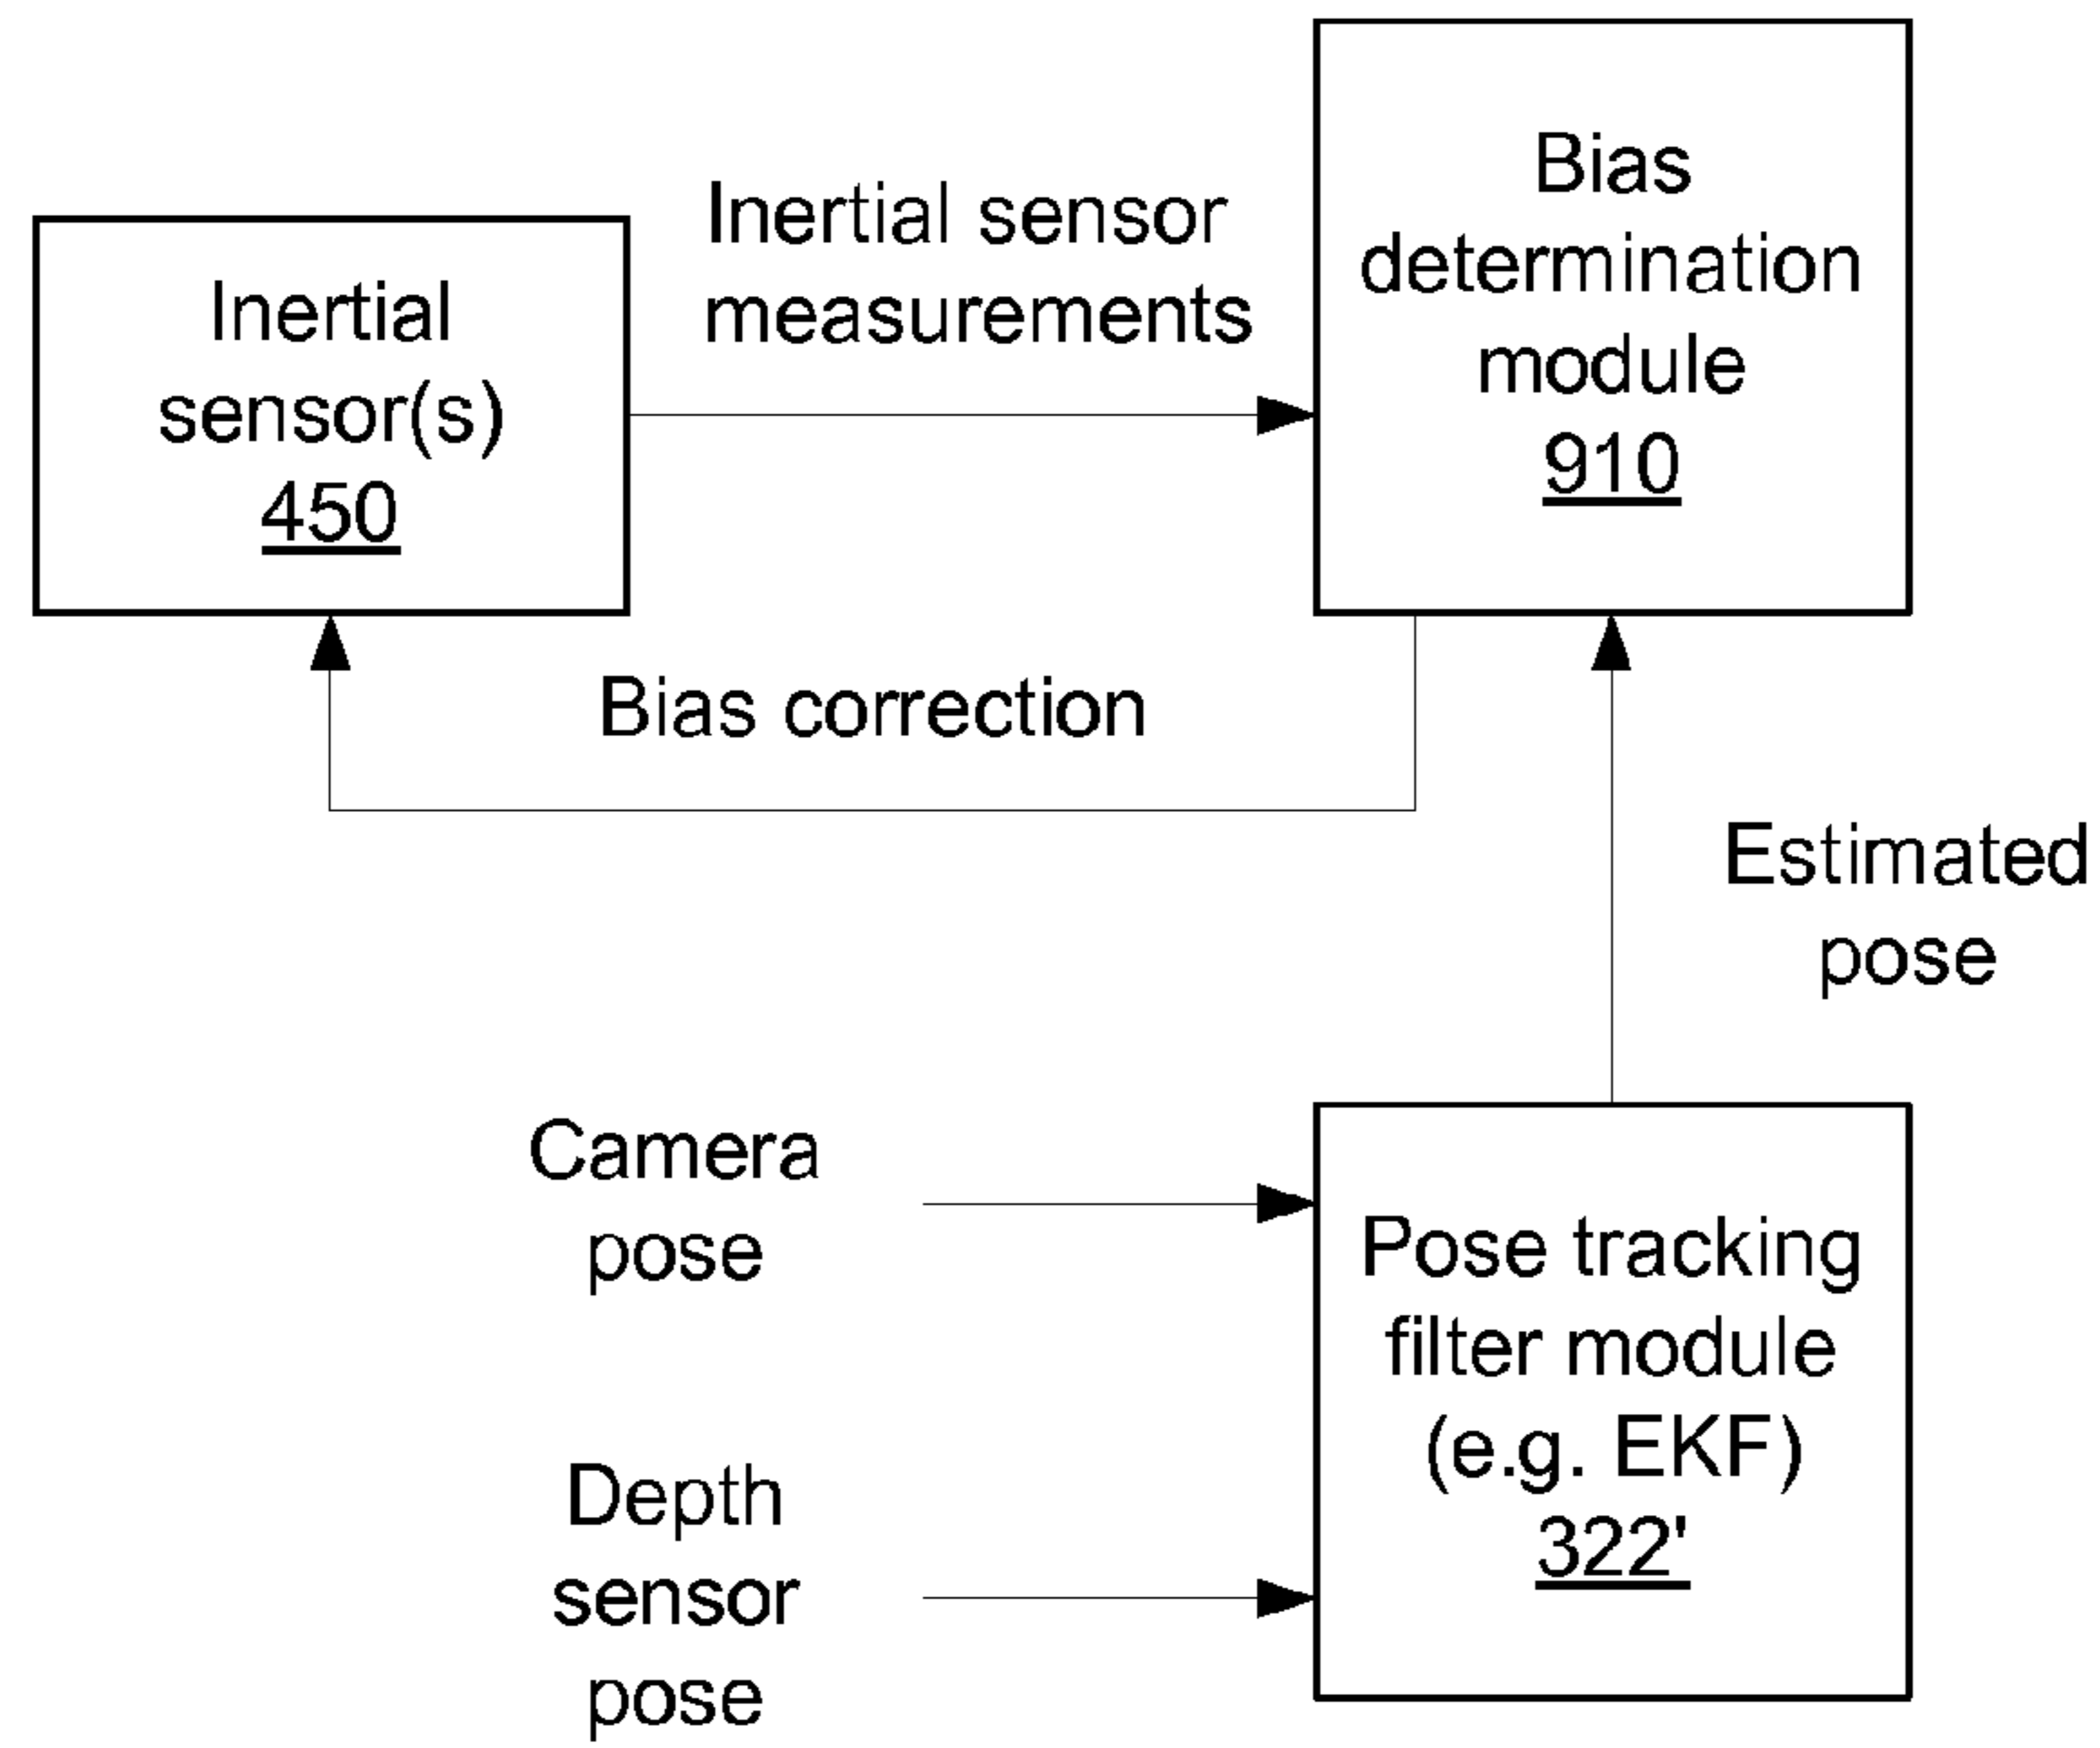 Inertial
sensor(s)
450
Inertial sensor
measurements
Bias
determination
module
910
Bias correction
Estimated
pose
Camera
pose
Depth
sensor
pose
Pose tracking
filter module
(e.g. EKF)
322'